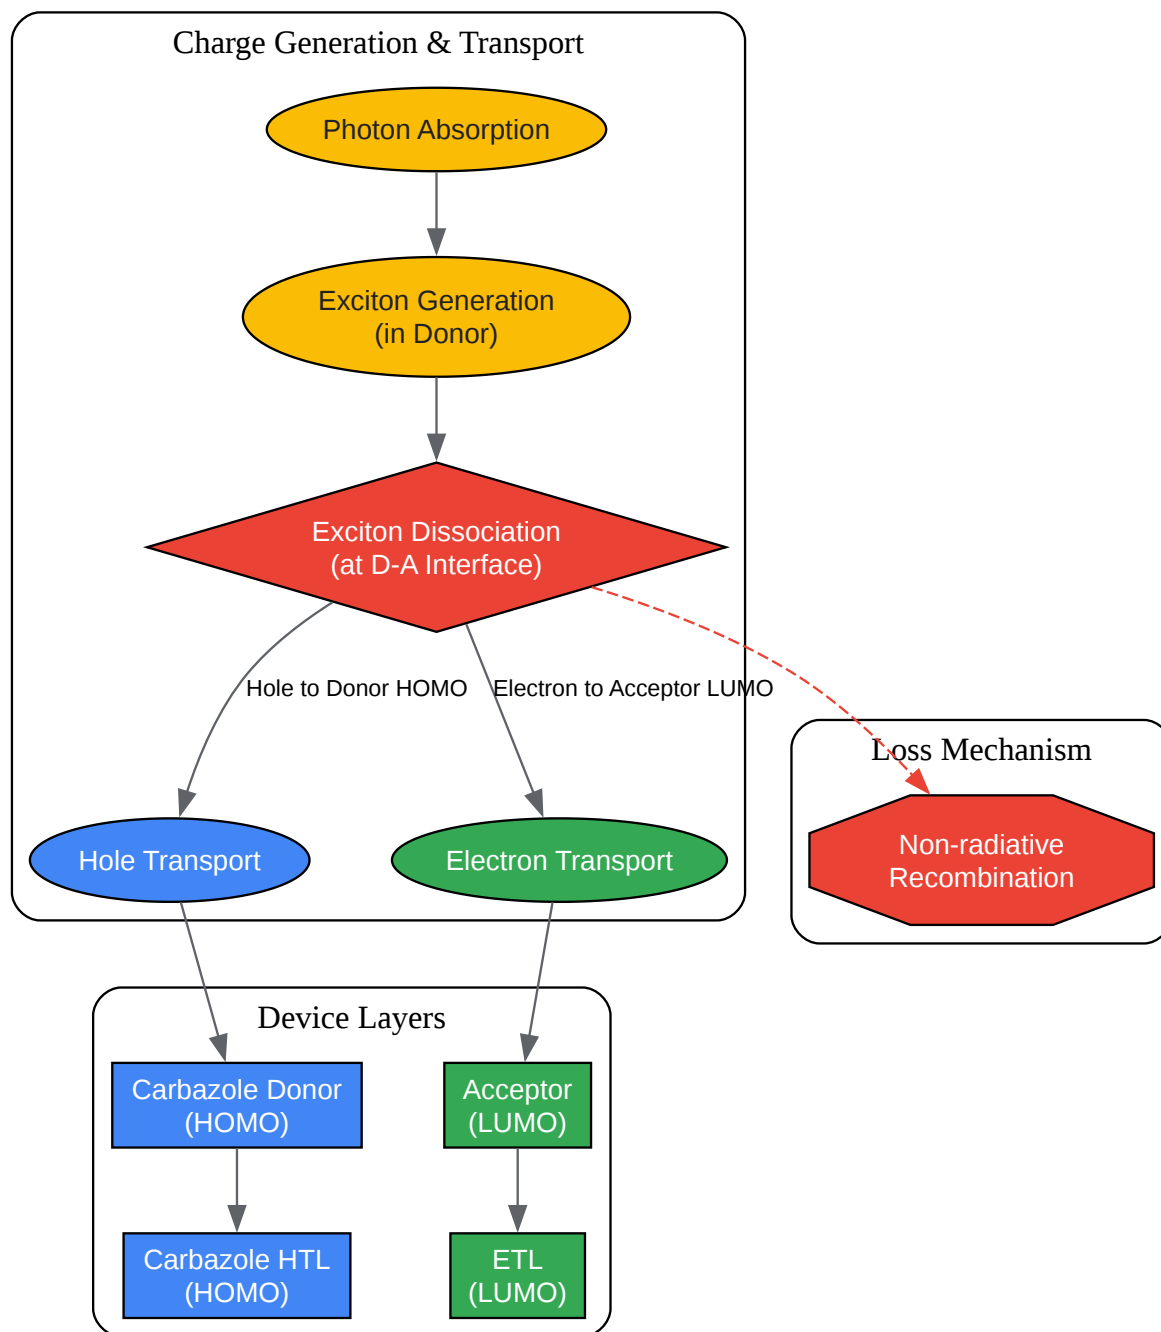 Charge Generation & Transport
Photon Absorption
Exciton Generation
(in Donor)
Exciton Dissociation
(at D-A Interface)
Hole to Donor HOMO
Electron to Acceptor LUMO
Loss Mechanism
Non-radiative
Recombination
Hole Transport
Electron Transport
Device Layers
Carbazole Donor
(HOMO)
Acceptor
(LUMO)
Carbazole HTL
(HOMO)
ETL
(LUMO)